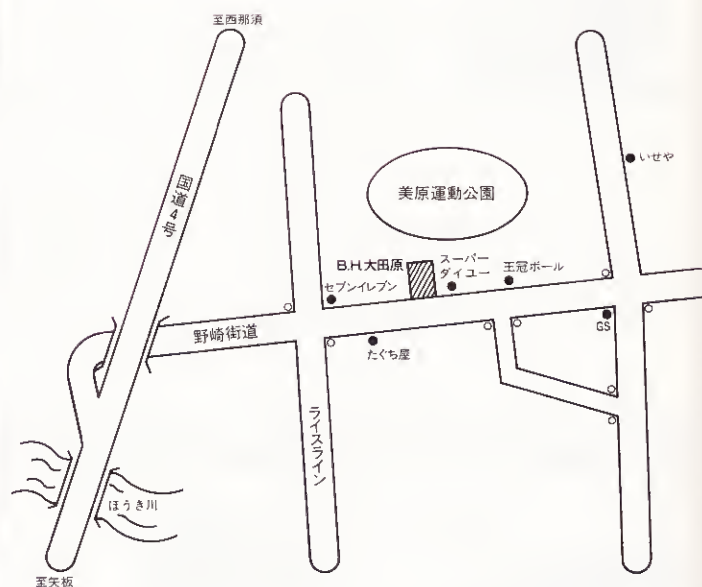 至西那須
国道4号
いせや
美原運動公園
B.H.大田原
スーパー
ダイユー
王冠ボール
セブンイレブン
野崎街道
たぐち屋
GS
ライスライン
ほうき川
至矢板